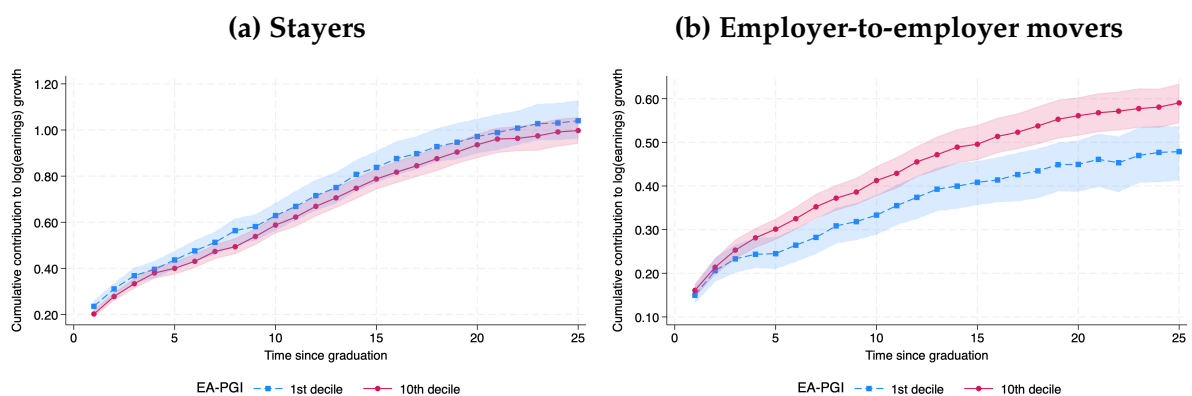 (a) Stayers
Cumulative contribution to log(earnings) growth
1.20
1.00
0.80
0.60
0.40
0.20
0 5 10 15 20 25
Time since graduation
EA-PGI 1st decile 10th decile
(b) Employer-to-employer movers
Cumulative contribution to log(earnings) growth
0.60
0.50
0.40
0.30
0.20
0.10
0 5 10 15 20 25
Time since graduation
EA-PGI 1st decile 10th decile